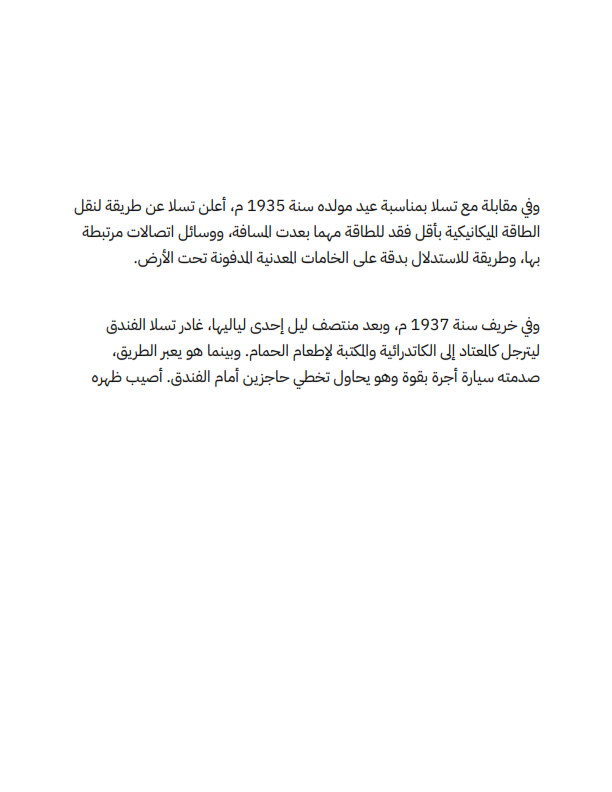 وفي مقابلة مع تسلا بمناسبة عيد مولده سنة 1935 م، أعلن تسلا عن طريقة لنقل
الطاقة الميكانيكية بأقل فقد للطاقة مهما بعدت المسافة، ووسائل اتصالات مرتبطة
بها، وطريقة للاستدلال بدقة على الخامات المعدنية المدفونة تحت الأرض.
وفي خريف سنة 1937 م، وبعد منتصف ليل إحدى لياليها، غادر تسلا الفندق
ليترجل كالمعتاد إلى الكاتدرائية والمكتبة لإطعام الحمام. وبينما هو يعبر الطريق،
صدمته سيارة أجرة بقوة وهو يحاول تخطي حاجزين أمام الفندق. أصيب ظهره